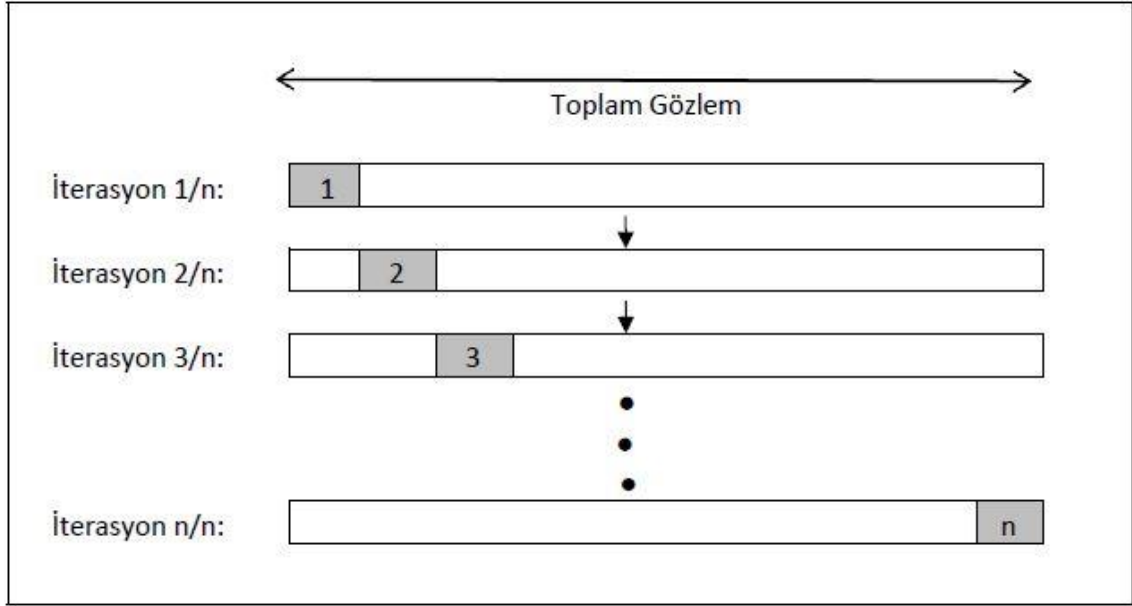 Toplam Gözlem
İterasyon 1/n:
1
İterasyon 2/n:
2
İterasyon 3/n:
3
İterasyon n/n:
n